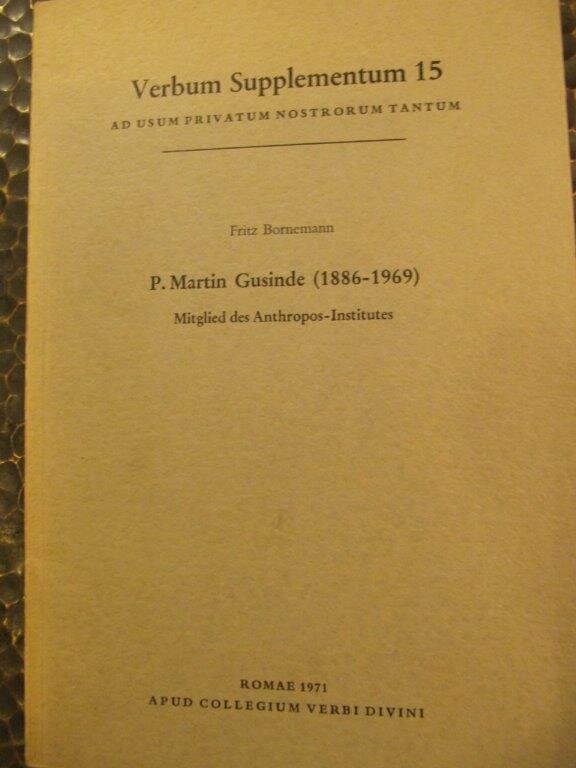 Verbum Supplementum 15
AD USUM PRIVATUM NOSTRORUM TANTUM
Fritz Bornemann
P. Martin Gusinde (1886-1969)
Mitglied des Anthropos-Institutes
ROMAE 1971
APUD COLLEGIUM VERBI DIVINI